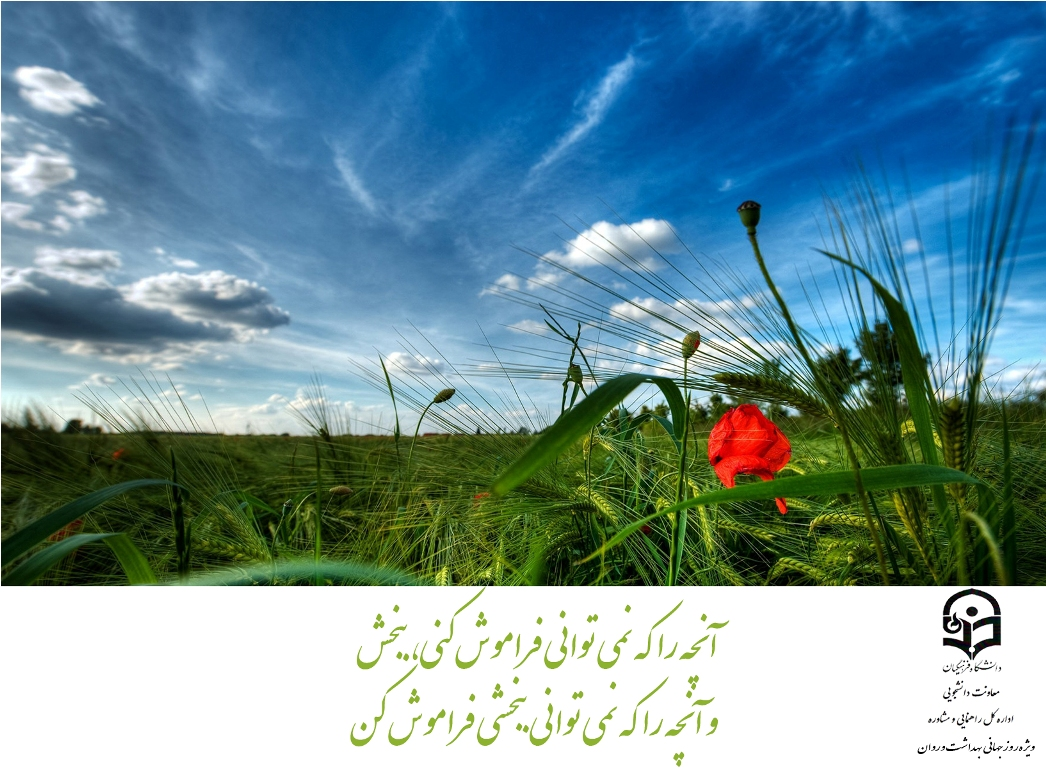 آنچه را که نمی توانی فراموش کنی، ببخش
و آنچه را که نمی توانی ببخشی فراموش کن
دانشگاه فرهنگیان
معاونت دانشجویی
اداره کل راهنمایی و مشاوره
ویژه روز جهانی بهداشت روان